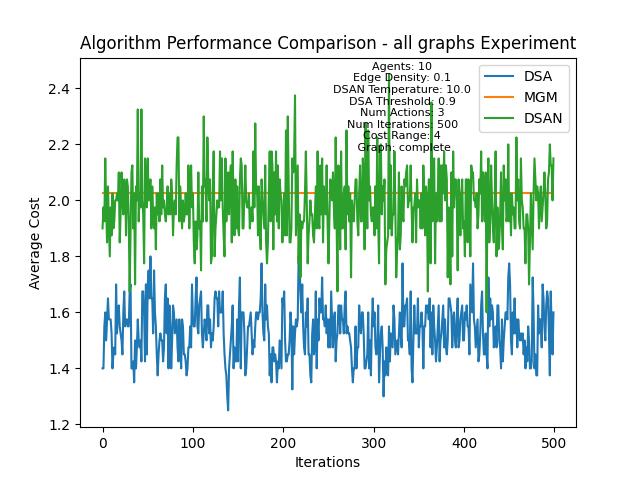 Algorithm Performance Comparison - all graphs Experiment
Agents: 10
Edge Density: 0.1
DSAN Temperature: 10.0
DSA Threshold: 0.9
Num Actions: 3
Num Iterations: 500
Cost Range: 4
Graph: complete
DSA
MGM
DSAN
Average Cost
2.4
2.2
2.0
1.8
1.6
1.4
1.2
0
100
200
300
400
500
Iterations